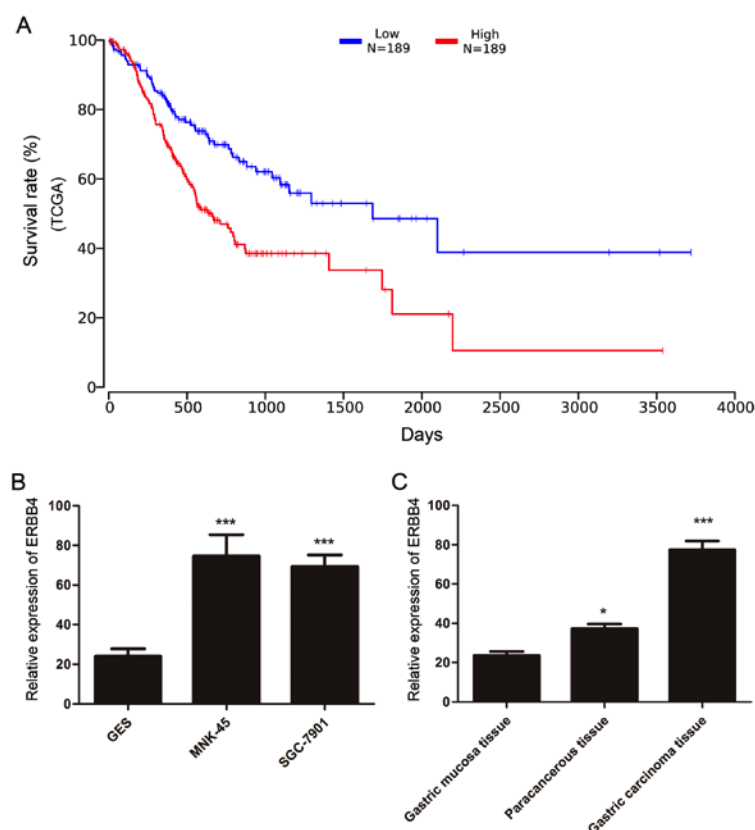 A
Low
N=189
High
N=189
100
80
60
40
20
0
Survival rate (%)
(TCGA)
0
500
1000
1500
2000
2500
3000
3500
4000
Days
B
Relative expression of ERBB4
100
80
60
40
20
0
***
***
GES
MNK-45
SGC-7901
C
Relative expression of ERBB4
100
80
60
40
20
0
*
***
Gastric mucosa tissue
Paracancerous tissue
Gastric carcinoma tissue